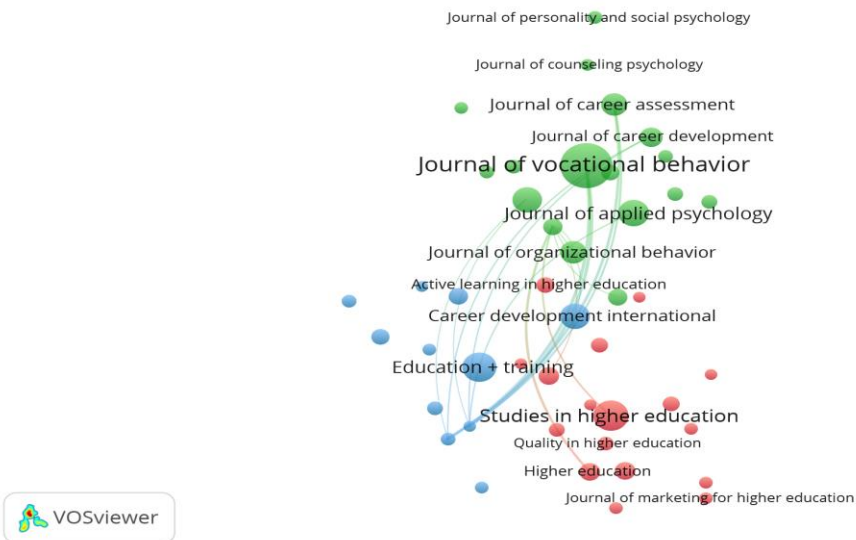 Journal of personality and social psychology
Journal of counseling psychology
Journal of career assessment
Journal of career development
Journal of vocational behavior
Journal of applied psychology
Journal of organizational behavior
Active learning in higher education
Career development international
Education + training
Studies in higher education
Quality in higher education
Higher education
Journal of marketing for higher education
VOSviewer